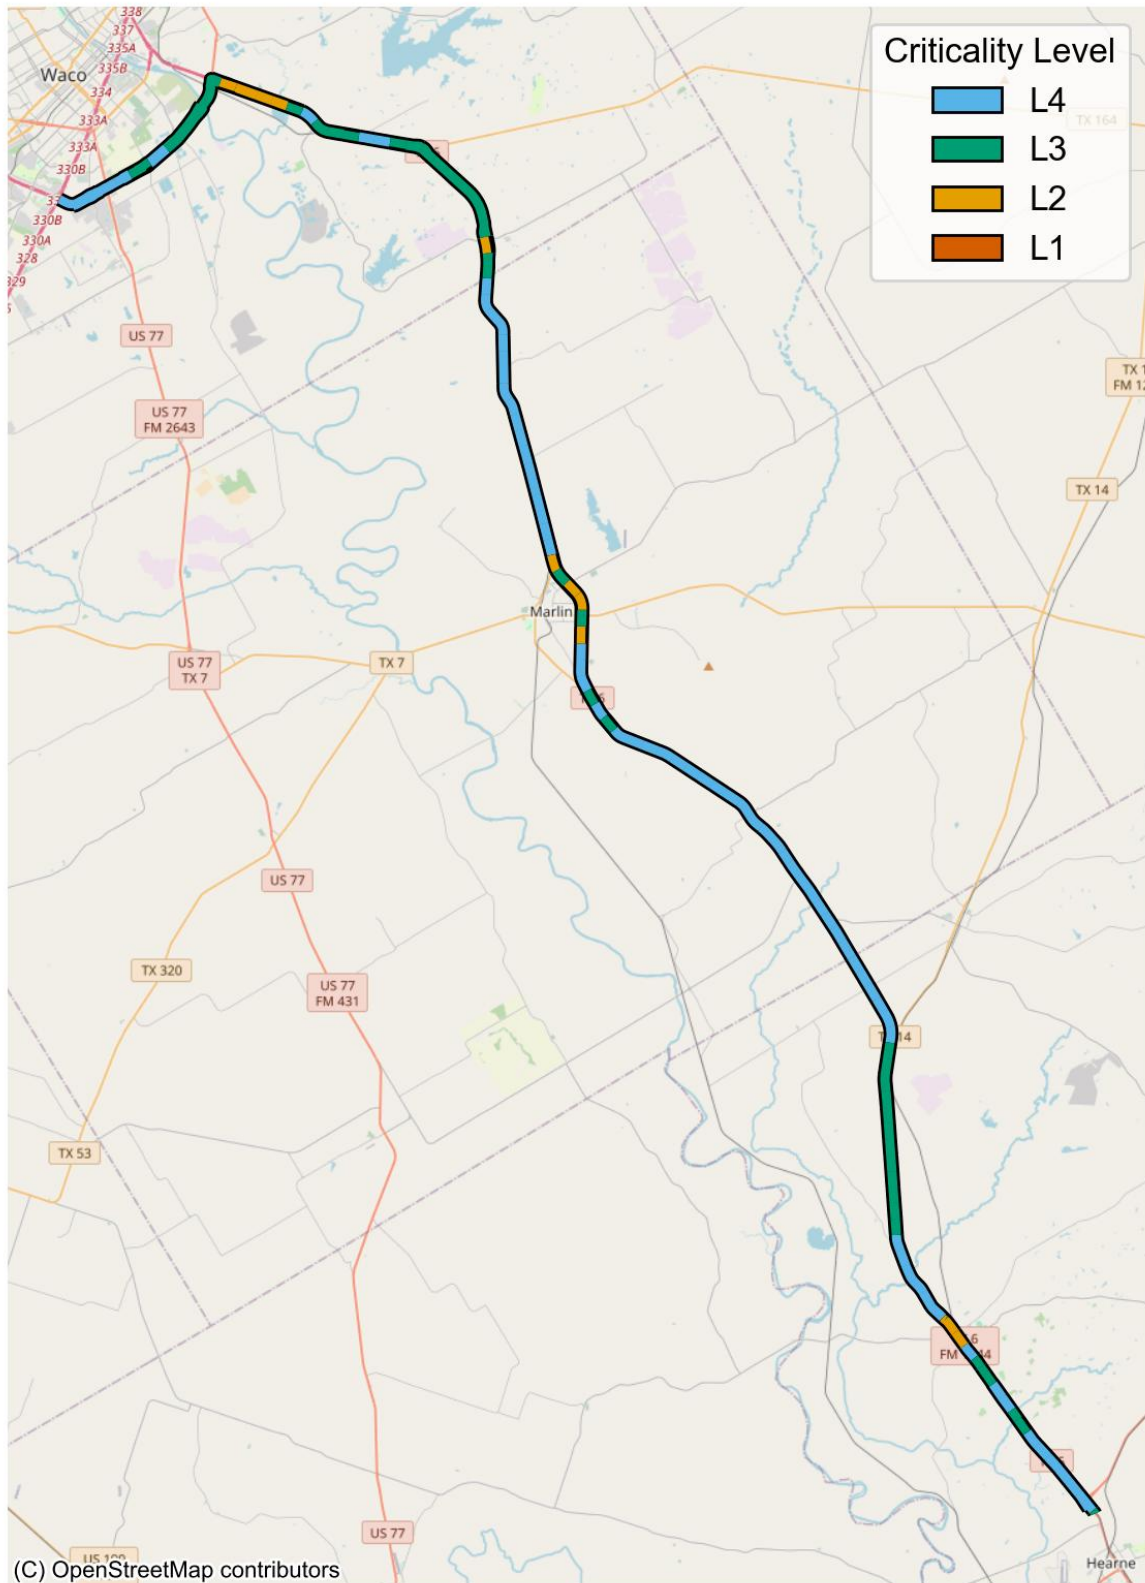 338
337
335A
Waco
335B
334
333A
333A
330B
330B
330A
328
329
Criticality Level
L4
L3
L2
L1
TX 164
US 77
US 77
FM 2643
TX 14
Marlin
US 77
TX 7
TX 7
US 77
TX 320
US 77
FM 431
TX 53
US 77
Hearne
(C) OpenStreetMap contributors